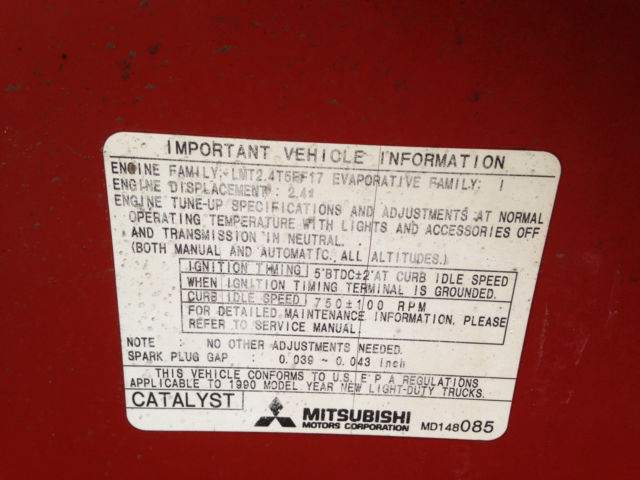 IMPORTANT VEHICLE INFORMATION
ENGINE FAMILY: LMT2.4T5EF17 EVAPORATIVE FAMILY: I
ENGINE DISPLACEMENT : 2.4l
ENGINE TUNE-UP SPECIFICATIONS AND ADJUSTMENTS AT NORMAL
OPERATING TEMPERATURE WITH LIGHTS AND ACCESSORIES OFF
AND TRANSMISSION IN NEUTRAL.
(BOTH MANUAL AND AUTOMATIC. ALL ALTITUDES.)
IGNITION TIMING 5°BTDC±2°AT CURB IDLE SPEED
WHEN IGNITION TIMING TERMINAL IS GROUNDED.
CURB IDLE SPEED 750±100 RPM
FOR DETAILED MAINTENANCE INFORMATION, PLEASE
REFER TO SERVICE MANUAL.
NOTE : NO OTHER ADJUSTMENTS NEEDED.
SPARK PLUG GAP : 0.039 ~ 0.043 inch
THIS VEHICLE CONFORMS TO U.S. E P A REGULATIONS
APPLICABLE TO 1990 MODEL YEAR NEW LIGHT-DUTY TRUCKS.
CATALYST MITSUBISHI
MOTORS CORPORATION MD148085